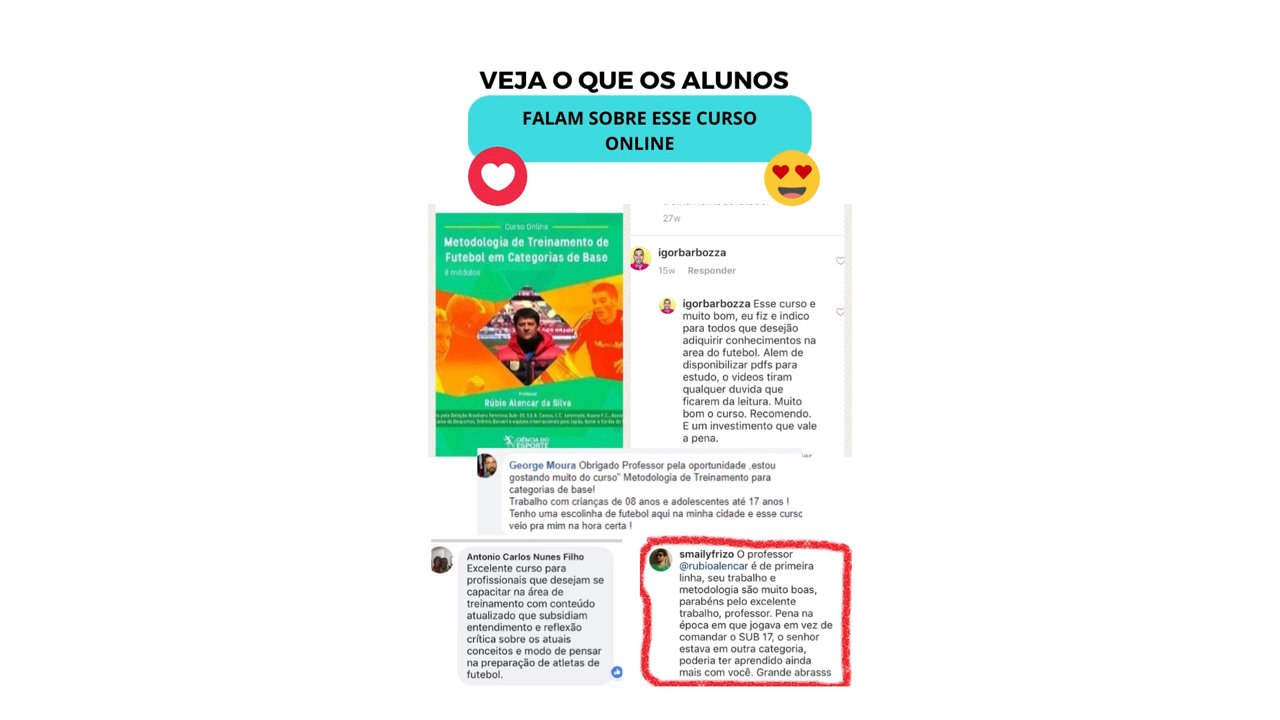 VEJA O QUE OS ALUNOS
FALAM SOBRE ESSE CURSO
ONLINE
27w
igorbarbozza
15w Responder
igorbarbozza Esse curso e
muito bom, eu fiz e indico
para todos que desejão
adiquirir conhecimentos na
area do futebol. Alem de
disponibilizar pdfs para
estudo, o videos tiram
qualquer duvida que
ficarem da leitura. Muito
bom o curso. Recomendo.
E um investimento que vale
a pena.
Curso Online
Metodologia de Treinamento de
Futebol em Categorias de Base
8 módulos
Professor
Rúbio Alencar da Silva
CIÊNCIA DO
ESPORTE
George Moura Obrigado Professor pela oportunidade ,estou
gostando muito do curso" Metodologia de Treinamento para
categorias de base!
Trabalho com crianças de 08 anos e adolescentes até 17 anos !
Tenho uma escolinha de futebol aqui na minha cidade e esse curso
veio pra mim na hora certa !
Antonio Carlos Nunes Filho
Excelente curso para
profissionais que desejam se
capacitar na área de
treinamento com conteúdo
atualizado que subsidiam
entendimento e reflexão
crítica sobre os atuais
conceitos e modo de pensar
na preparação de atletas de
futebol.
smailyfrizo O professor
@rubioalencar é de primeira
linha, seu trabalho e
metodologia são muito boas,
parabéns pelo excelente
trabalho, professor. Pena na
época em que jogava em vez de
comandar o SUB 17, o senhor
estava em outra categoria,
poderia ter aprendido ainda
mais com você. Grande abrasss